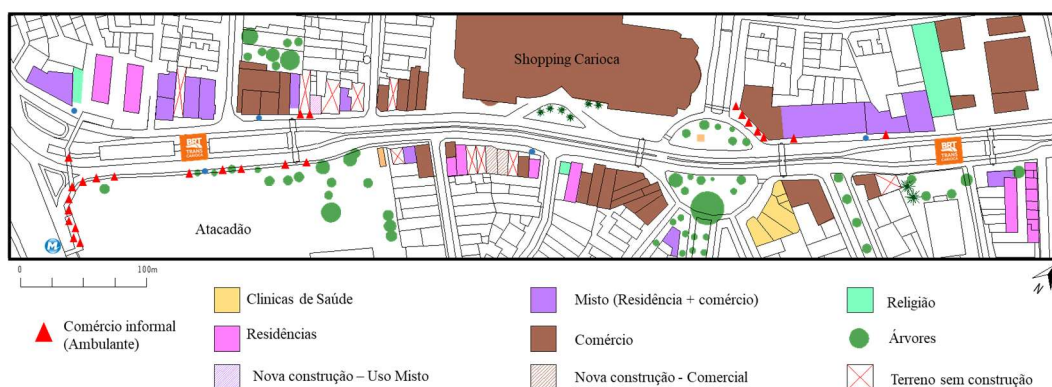 Shopping Carioca
BRT
TRANS
CARIOCA
BRT
TRANS
CARIOCA
Atacadão
M
0
100m
N
Clinicas de Saúde
Misto (Residência + comércio)
Religião
Comércio informal
(Ambulante)
Residências
Comércio
Árvores
Nova construção – Uso Misto
Nova construção - Comercial
Terreno sem construção